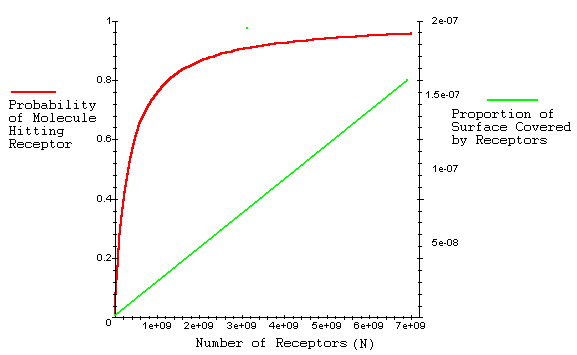 1
2e-07
0.8
Probability
of Molecule
Hitting
Receptor
1.5e-07
Proportion of
Surface Covered
by Receptors
0.6
1e-07
0.4
5e-08
0.2
0
1e+09 2e+09 3e+09 4e+09 5e+09 6e+09 7e+09
Number of Receptors (N)